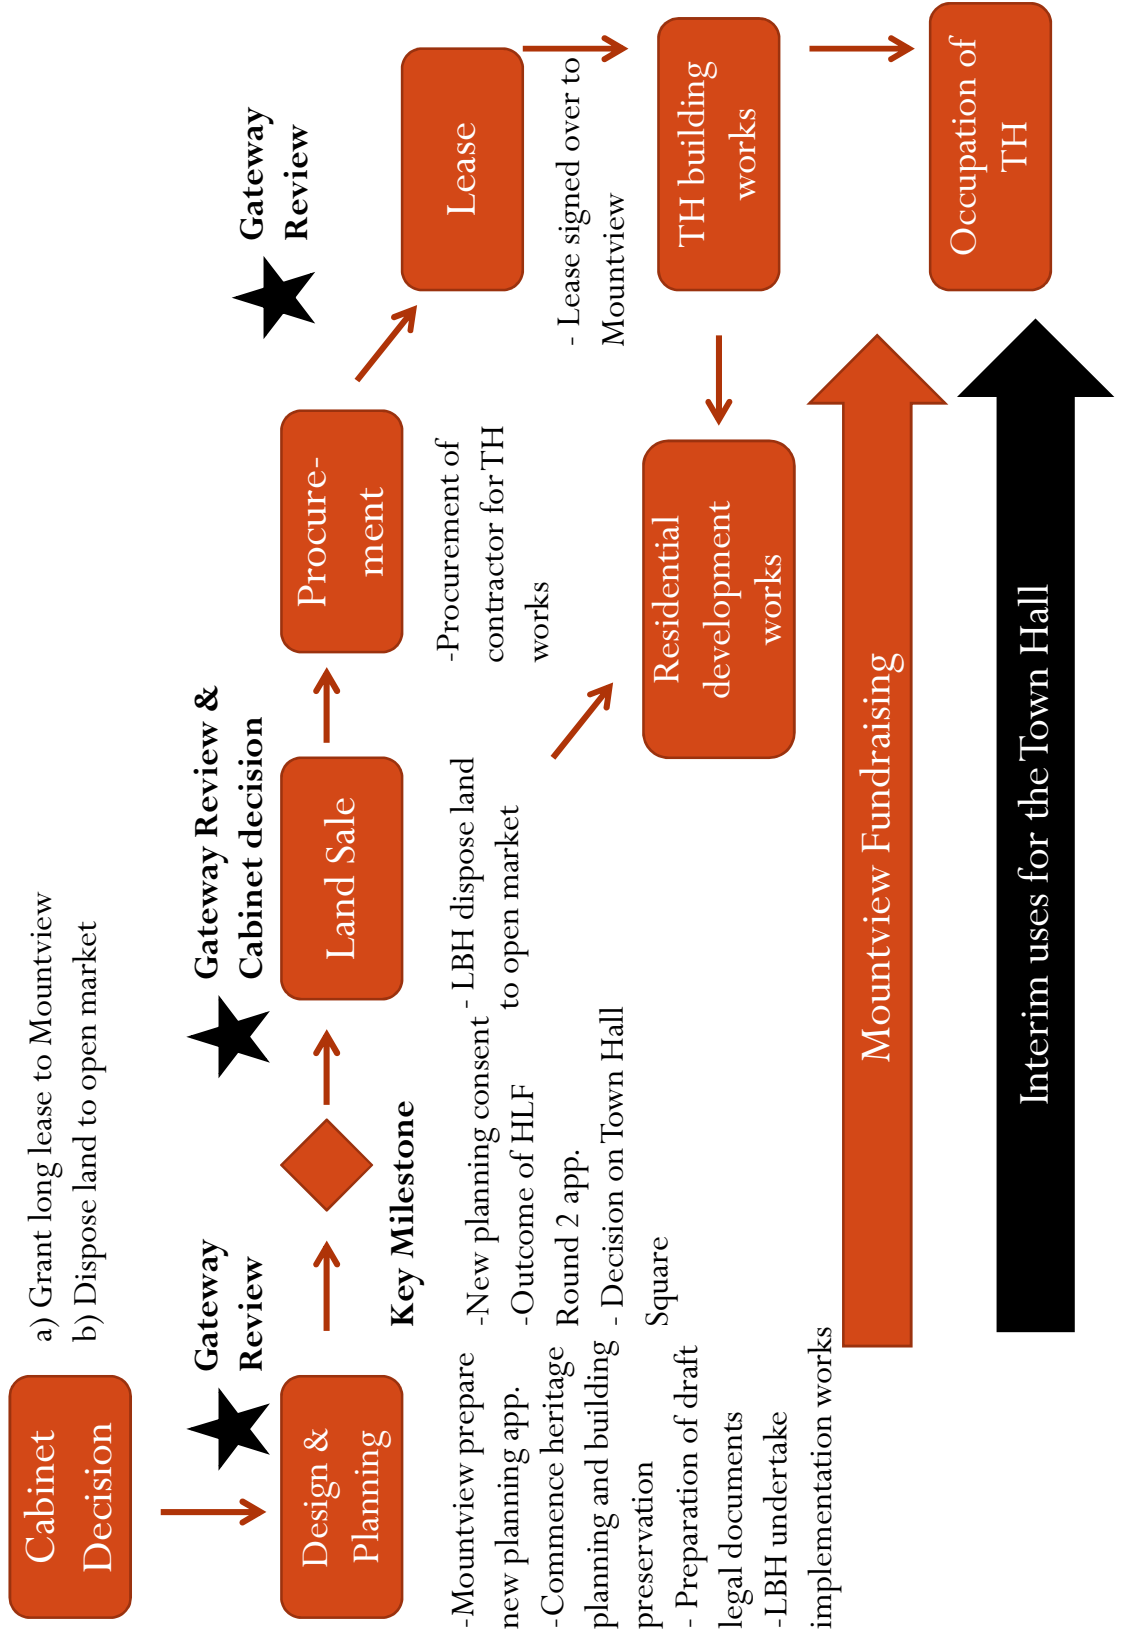 Cabinet
Decision
a) Grant long lease to Mountview
b) Dispose land to open market
Gateway
Review
Gateway Review &
Cabinet decision
Gateway
Review
Design &
Planning
Key Milestone
Land Sale
Procure-
ment
Lease
-Mountview prepare
new planning app.
-Commence heritage
planning and building
preservation
- Preparation of draft
legal documents
-LBH undertake
implementation works
-New planning consent
-Outcome of HLF
Round 2 app.
- Decision on Town Hall
Square
- LBH dispose land
to open market
-Procurement of
contractor for TH
works
- Lease signed over to
Mountview
Residential
development
works
TH building
works
Mountview Fundraising
Occupation of
TH
Interim uses for the Town Hall